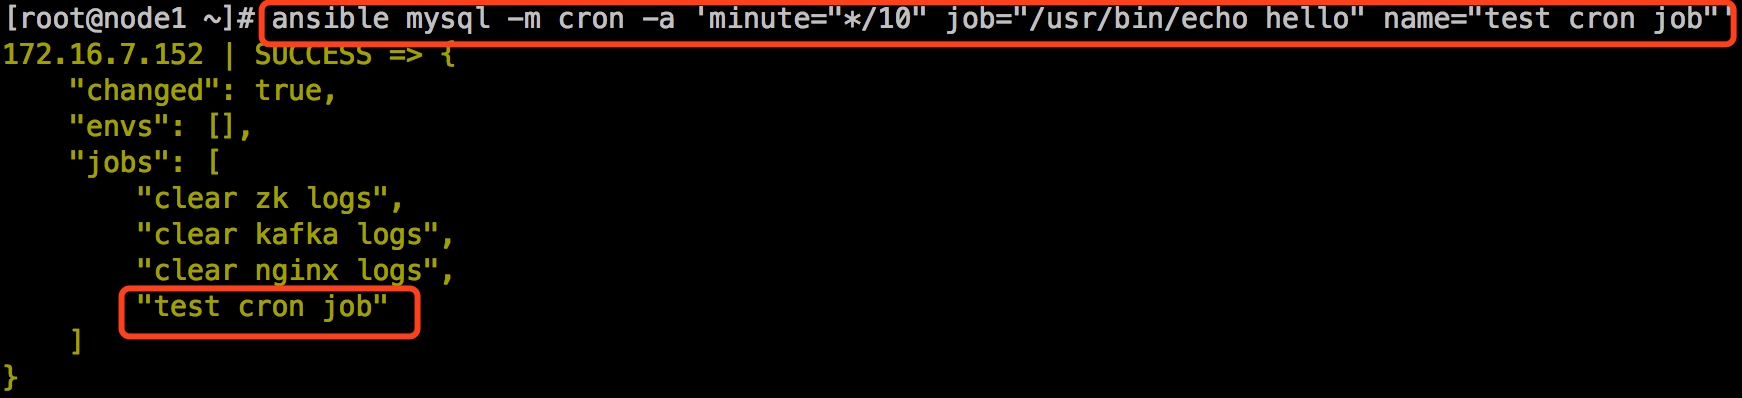 [root@node1 ~]# ansible mysql -m cron -a 'minute="*/10" job="/usr/bin/echo hello" name="test cron job"'
172.16.7.152 | SUCCESS => {
    "changed": true,
    "envs": [],
    "jobs": [
        "clear zk logs",
        "clear kafka logs",
        "clear nginx logs",
        "test cron job"
    ]
}